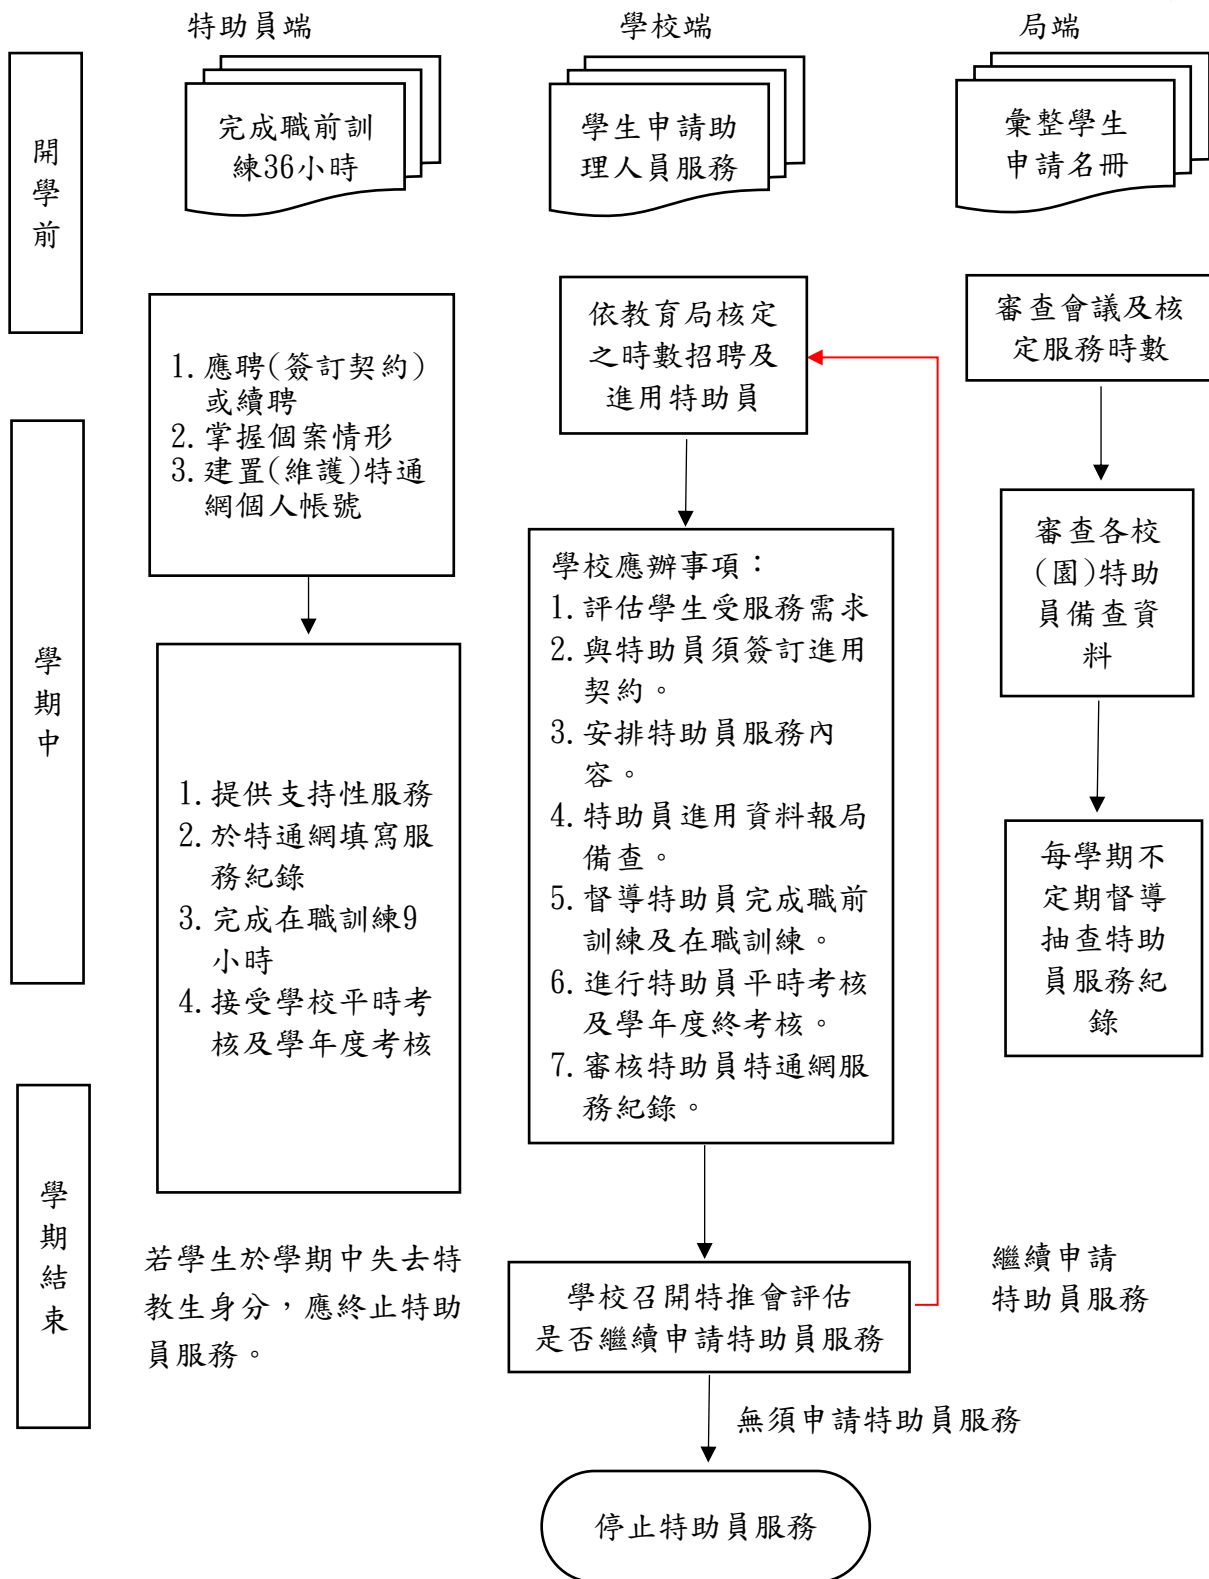 特助員端
學校端
局端
開
學
前
完成職前訓
練36小時
學生申請助
理人員服務
彙整學生
申請名冊
1.應聘(簽訂契約)
或續聘
2.掌握個案情形
3.建置(維護)特通
網個人帳號
依教育局核定
之時數招聘及
進用特助員
審查會議及核
定服務時數
學
期
中
1.提供支持性服務
2.於特通網填寫服
務紀錄
3.完成在職訓練9
小時
4.接受學校平時考
核及學年度考核
學校應辦事項：
1.評估學生受服務需求
2.與特助員須簽訂進用
契約。
3.安排特助員服務內
容。
4.特助員進用資料報局
備查。
5.督導特助員完成職前
訓練及在職訓練。
6.進行特助員平時考核
及學年度終考核。
7.審核特助員特通網服
務紀錄。
審查各校
(園)特助
員備查資
料
每學期不
定期督導
抽查特助
員服務紀
錄
學
期
結
束
若學生於學期中失去特
教生身分，應終止特助
員服務。
學校召開特推會評估
是否繼續申請特助員服務
繼續申請
特助員服務
無須申請特助員服務
停止特助員服務